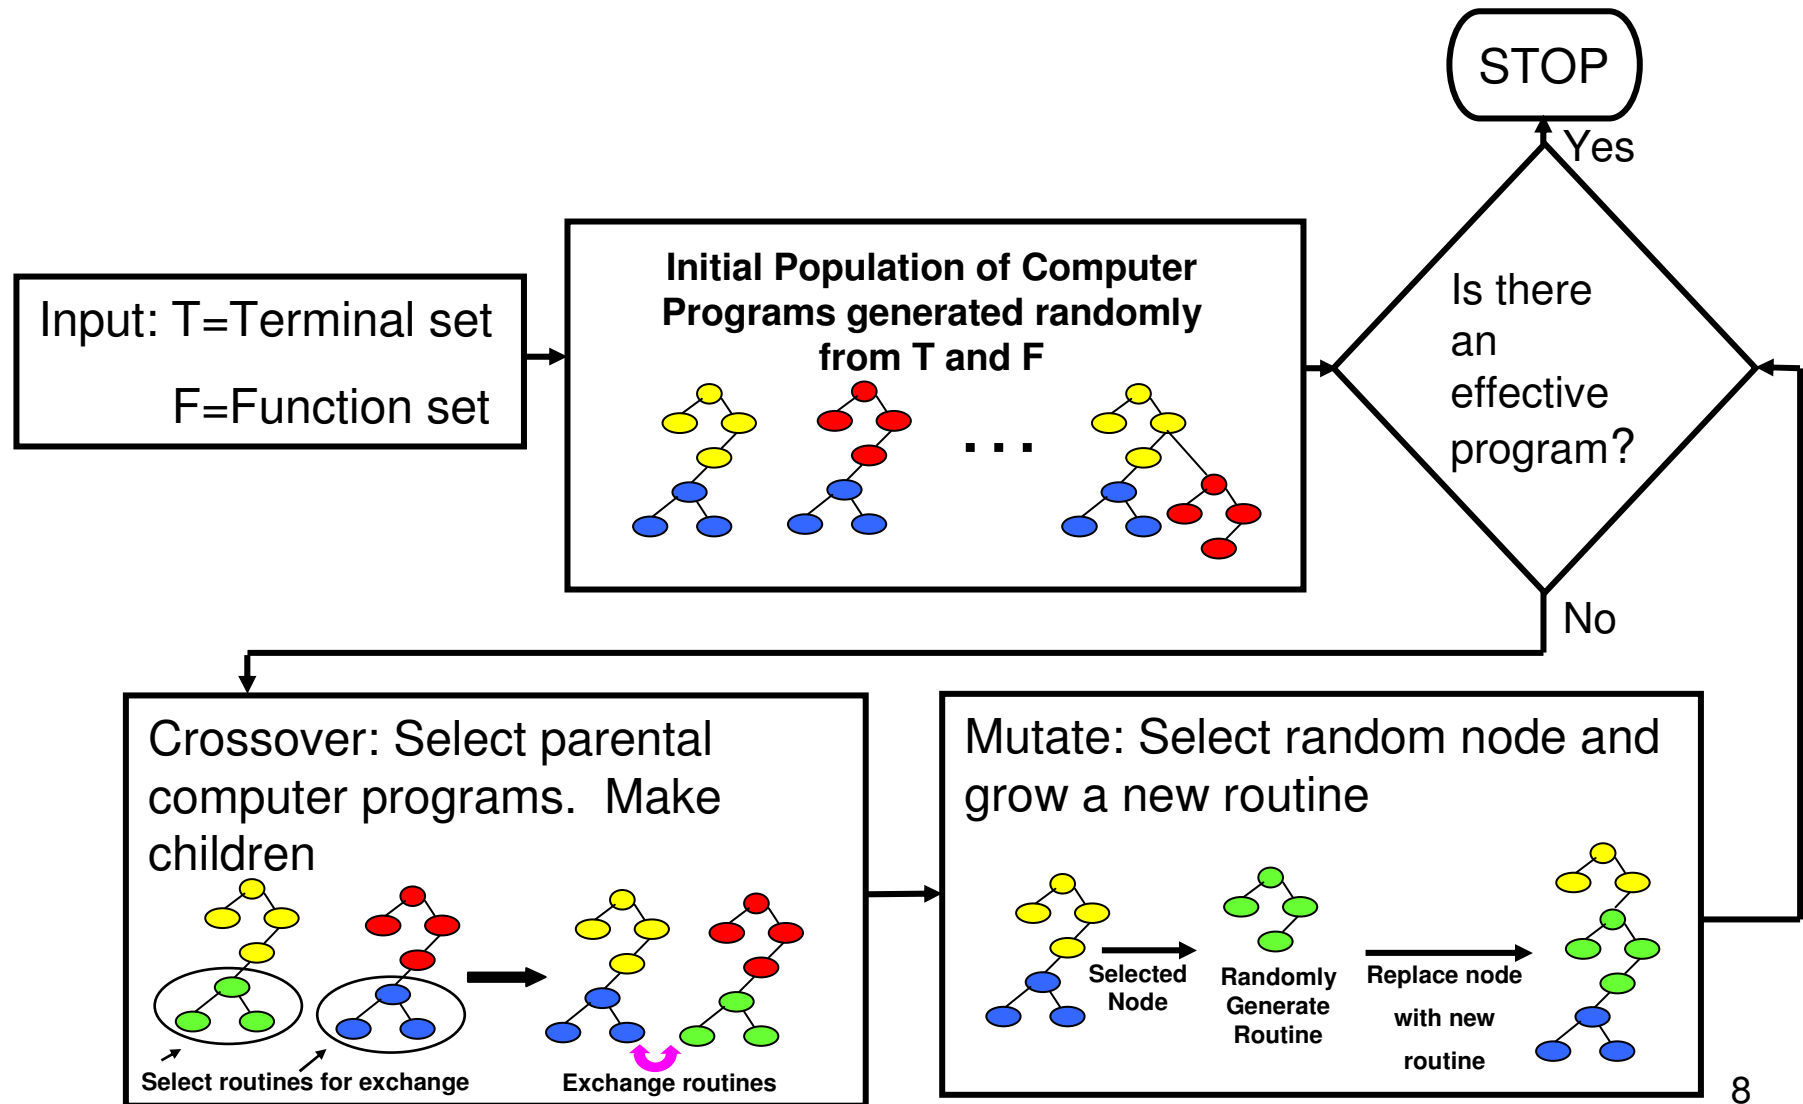 STOP
Yes
Input: T=Terminal set
F=Function set
Initial Population of Computer
Programs generated randomly
from T and F
. . .
Is there
an
effective
program?
No
Crossover: Select parental
computer programs.  Make
children
Select routines for exchange
Exchange routines
Mutate: Select random node and
grow a new routine
Selected
Node
Randomly
Generate
Routine
Replace node
with new
routine
8